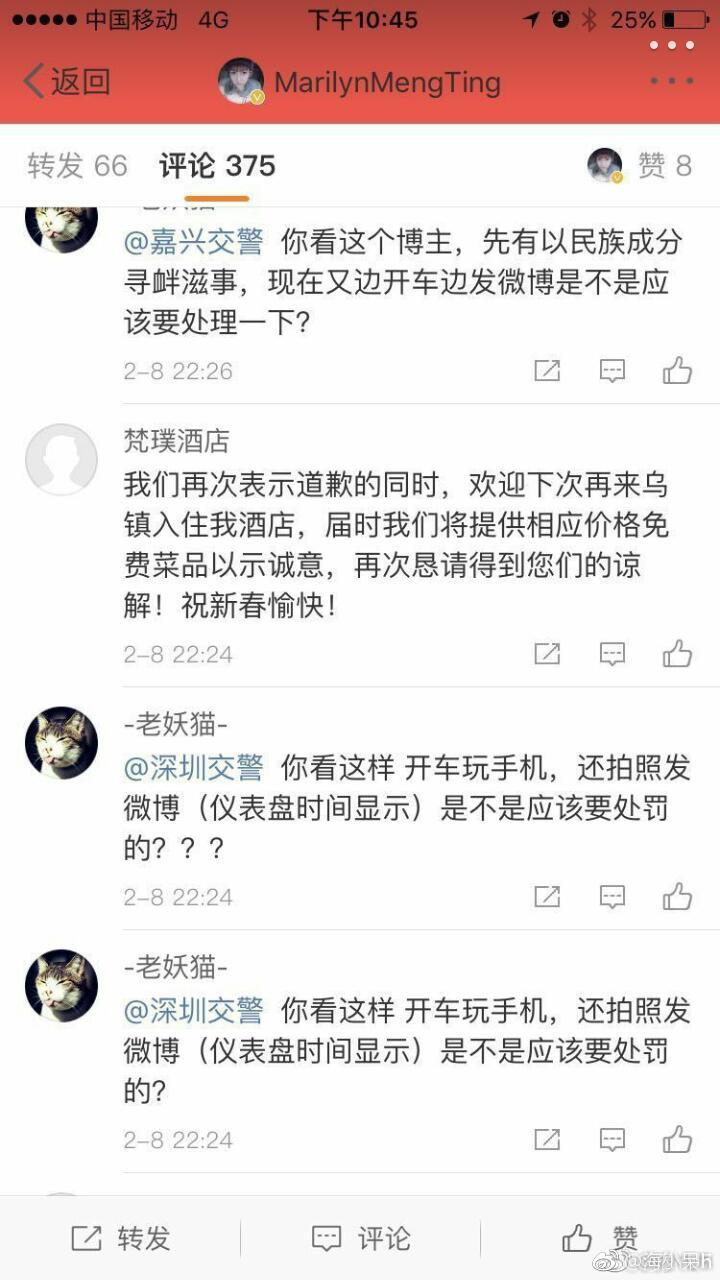 中国移动 4G 下午10:45 25%
返回 MarilynMengTing
转发 66 评论 375 赞 8
@嘉兴交警 你看这个博主，先有以民族成分
寻衅滋事，现在又边开车边发微博是不是应
该要处理一下？
2-8 22:26
梵璞酒店
我们再次表示道歉的同时，欢迎下次再来乌
镇入住我酒店，届时我们将提供相应价格免
费菜品以示诚意，再次恳请得到您们的谅
解！祝新春愉快！
2-8 22:24
-老妖猫-
@深圳交警 你看这样 开车玩手机，还拍照发
微博（仪表盘时间显示）是不是应该要处罚
的？？？
2-8 22:24
-老妖猫-
@深圳交警 你看这样 开车玩手机，还拍照发
微博（仪表盘时间显示）是不是应该要处罚
的？
2-8 22:24
转发 评论 赞